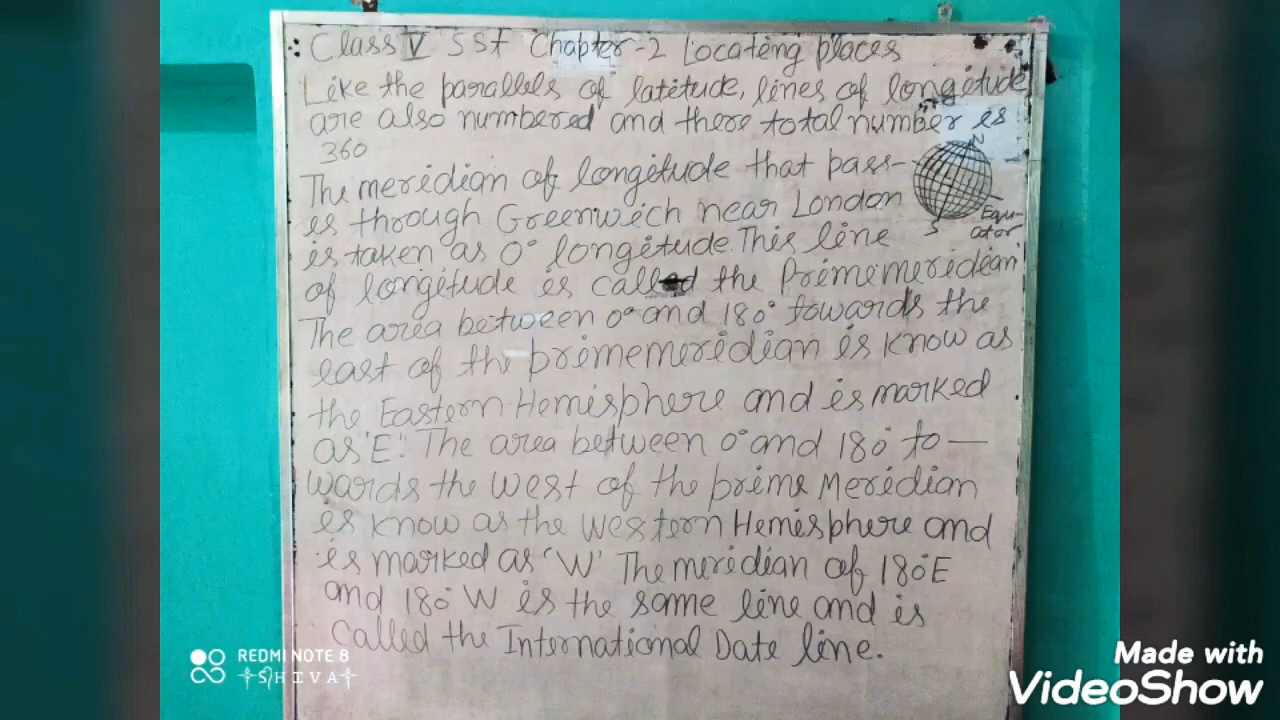 Class V SSt Chapter-2 Locating places
Like the parallels of latitude, lines of longitude
are also numbered and there total number is
360
The meridian of longitude that pass-
es through Greenwich near London
is taken as 0° longitude. This line
of longitude is called the Primemeridian
The area between 0° and 180° towards the
east of the primemeridian is know as
the Eastern Hemisphere and is marked
as 'E'. The area between 0° and 180° to-
wards the west of the prime Meridian
is know as the western Hemisphere and
is marked as 'W' The meridian of 180°E
and 180°W is the same line and is
called the International Date line.
N
Equ-
ator
S
REDMI NOTE 8
SHIVA
Made with
VideoShow